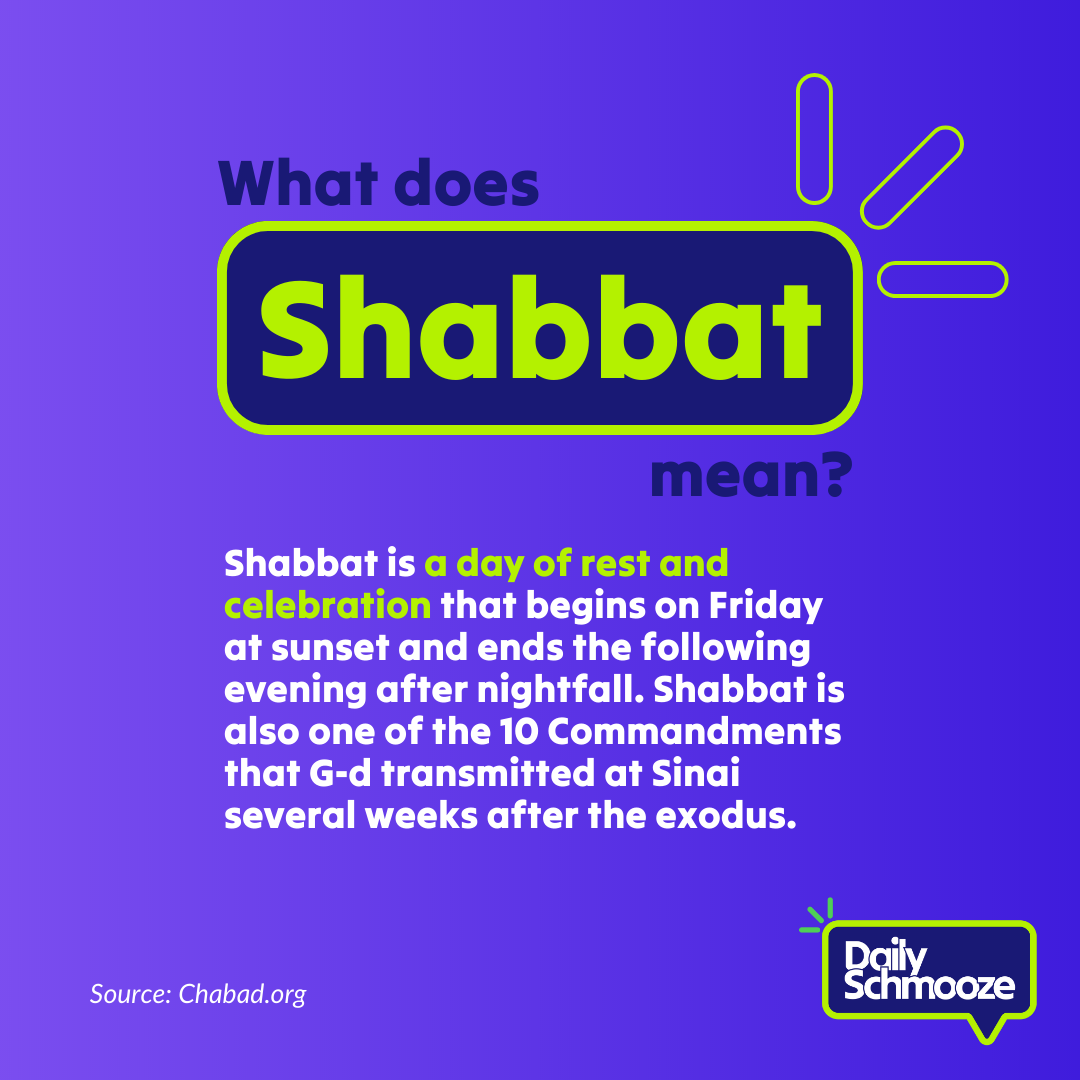 What does
Shabbat
mean?
Shabbat is a day of rest and
celebration that begins on Friday
at sunset and ends the following
evening after nightfall. Shabbat is
also one of the 10 Commandments
that G-d transmitted at Sinai
several weeks after the exodus.
Source: Chabad.org
Daily
Schmooze